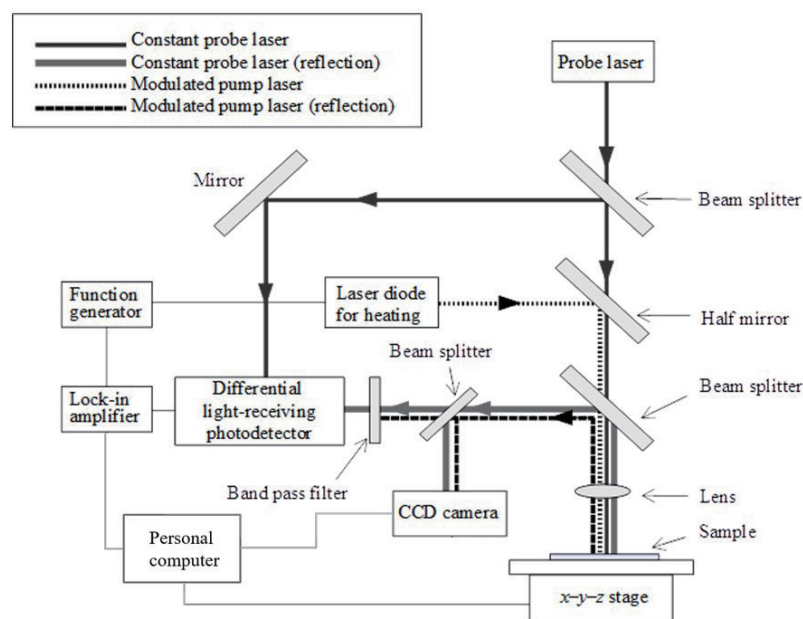 Constant probe laser
Constant probe laser (reflection)
Modulated pump laser
Modulated pump laser (reflection)
Probe laser
Mirror
Beam splitter
Function
generator
Laser diode
for heating
Half mirror
Beam splitter
Beam splitter
Lock-in
amplifier
Differential
light-receiving
photodetector
Band pass filter
Lens
CCD camera
Sample
Personal
computer
x–y–z stage